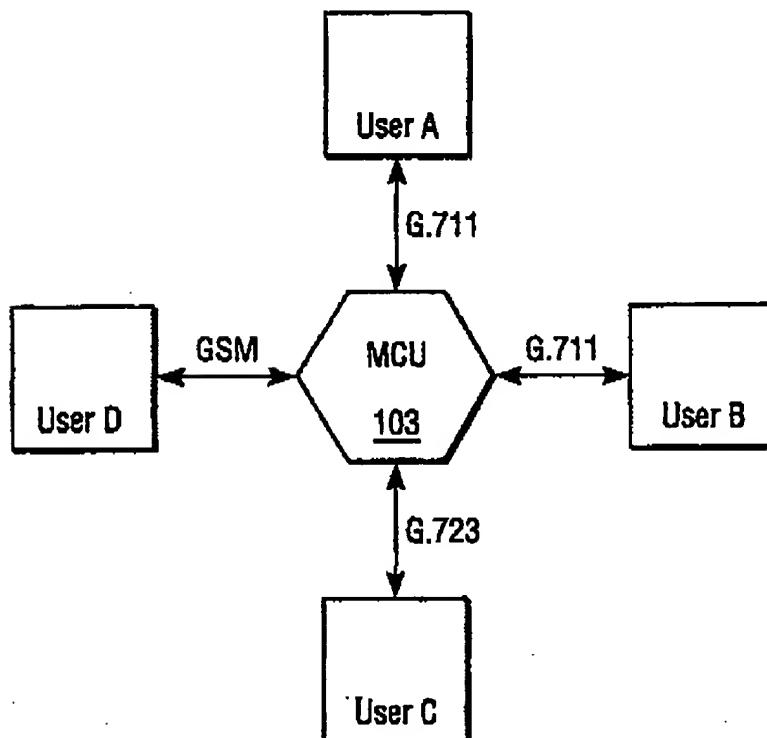 User A
G.711
GSM
MCU
G.711
User D
103
User B
G.723
User C